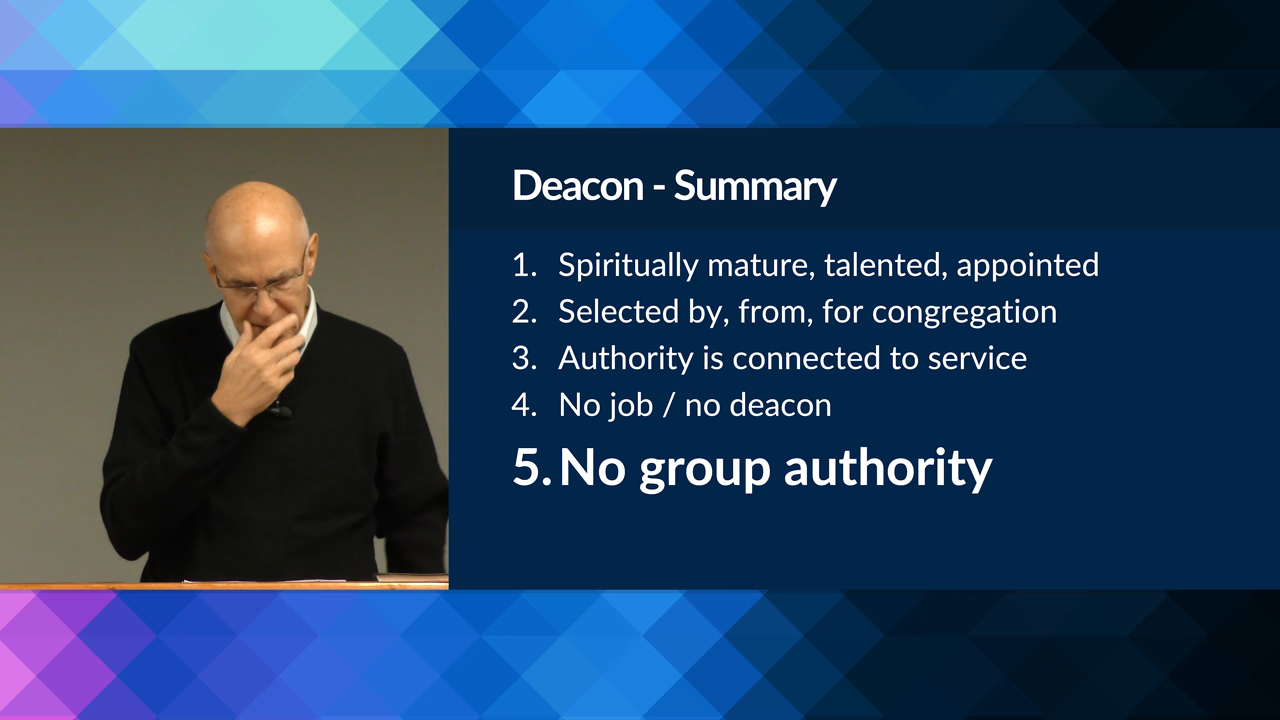 Deacon - Summary
1. Spiritually mature, talented, appointed
2. Selected by, from, for congregation
3. Authority is connected to service
4. No job / no deacon
5. No group authority